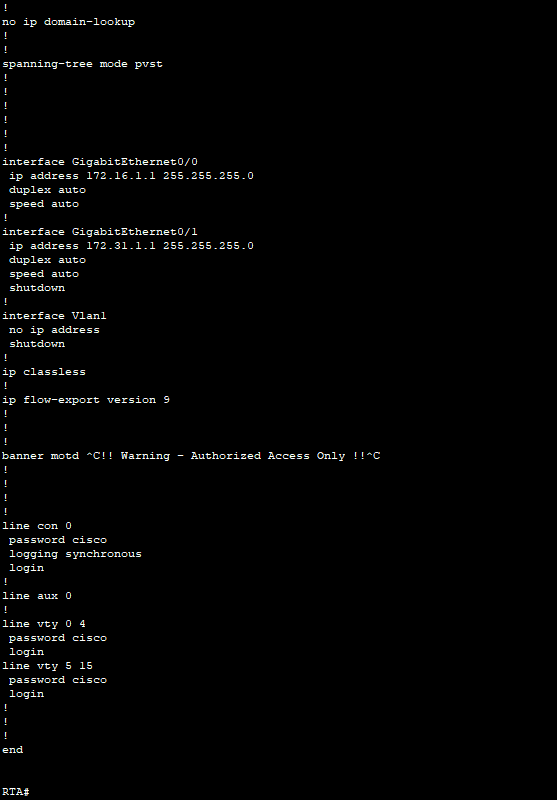 !
no ip domain-lookup
!
!
spanning-tree mode pvst
!
!
!
!
!
!
interface GigabitEthernet0/0
 ip address 172.16.1.1 255.255.255.0
 duplex auto
 speed auto
!
interface GigabitEthernet0/1
 ip address 172.31.1.1 255.255.255.0
 duplex auto
 speed auto
 shutdown
!
interface Vlan1
 no ip address
 shutdown
!
ip classless
!
ip flow-export version 9
!
!
!
banner motd ^C!! Warning - Authorized Access Only !!^C
!
!
!
!
line con 0
 password cisco
 logging synchronous
 login
!
line aux 0
!
line vty 0 4
 password cisco
 login
line vty 5 15
 password cisco
 login
!
!
!
end
RTA#